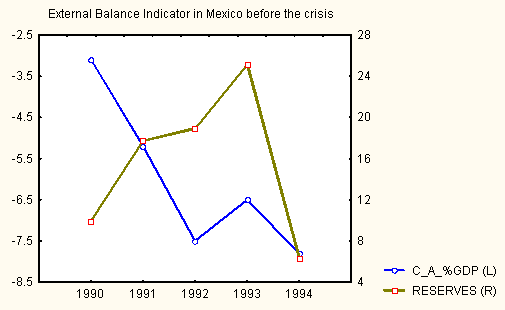 External Balance Indicator in Mexico before the crisis
-2.5 28
-3.5 24
-4.5 20
-5.5 16
-6.5 12
-7.5 8
-8.5 4
1990 1991 1992 1993 1994
C_A_%GDP (L)
RESERVES (R)